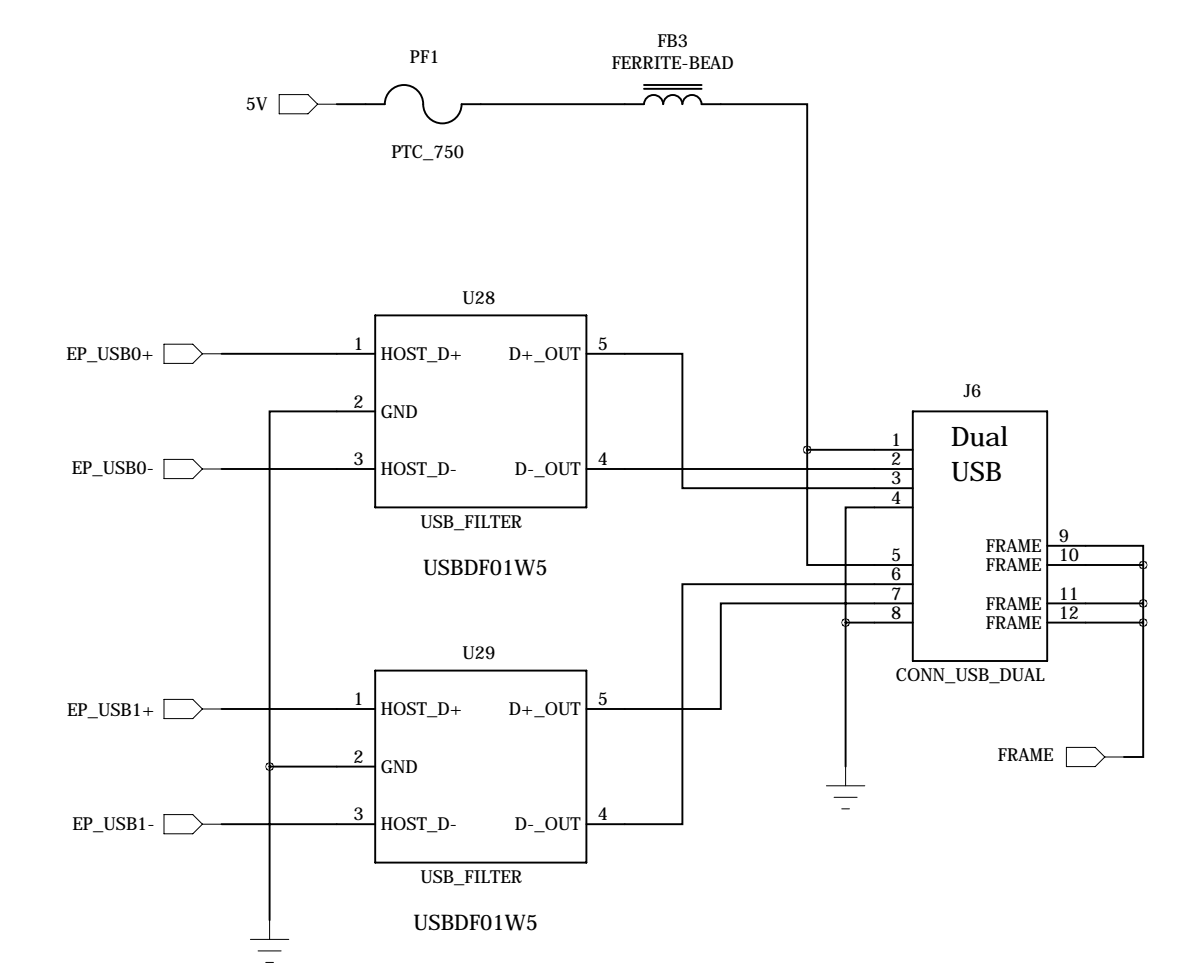 PF1
FB3
FERRITE-BEAD
5V
PTC_750
U28
EP_USB0+
1
HOST_D+
D+_OUT
5
2
GND
EP_USB0-
3
HOST_D-
D-_OUT
4
USB_FILTER
USBDF01W5
J6
Dual
USB
1
2
3
4
5
6
7
8
FRAME 9
FRAME 10
FRAME 11
FRAME 12
CONN_USB_DUAL
U29
EP_USB1+
1
HOST_D+
D+_OUT
5
2
GND
EP_USB1-
3
HOST_D-
D-_OUT
4
USB_FILTER
USBDF01W5
FRAME